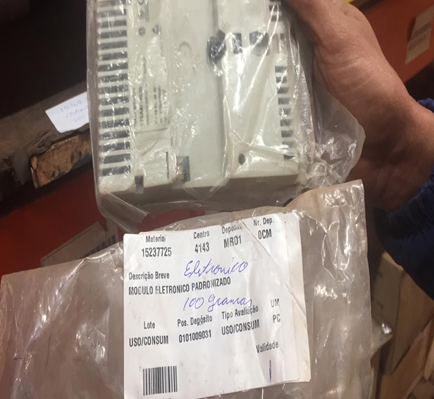 Material Centro Depósito Nr. Dep.
15237725 4143 MR01 0CM
Descrição Breve Eletronico
MODULO ELETRONICO PADRONIZADO
100 gramas
Lote Pos. Depósito Tipo Avaliação UM
USO/CONSUM 0101009031 USO/CONSUM PC
Validade